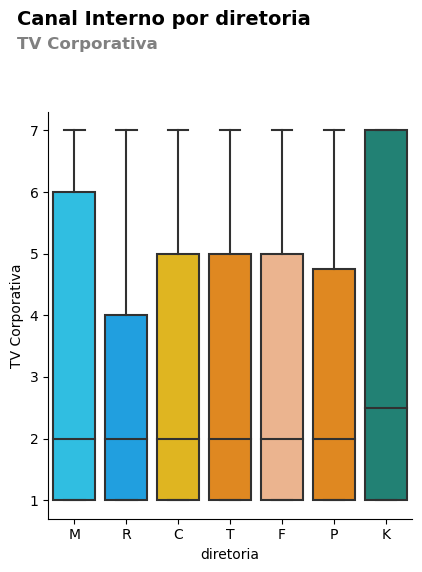 Canal Interno por diretoria
TV Corporativa
7
6
5
4
3
2
1
TV Corporativa
M R C T F P K
diretoria